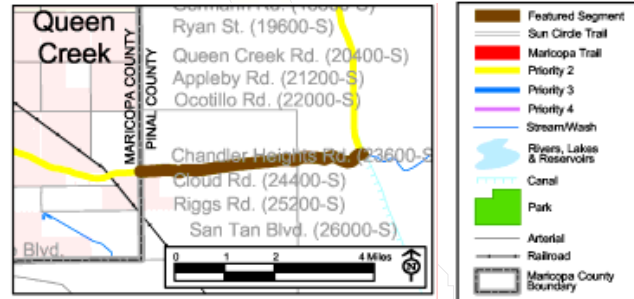 Queen
Creek
Ryan St. (19600-S)
Queen Creek Rd. (20400-S)
Appleby Rd. (21200-S)
Ocotillo Rd. (22000-S)
MARICOPA COUNTY
PINAL COUNTY
Chandler Heights Rd. (23600-S
Cloud Rd. (24400-S)
Riggs Rd. (25200-S)
San Tan Blvd. (26000-S)
Blvd.
0 1 2 4 Miles
N
Featured Segment
Sun Circle Trail
Maricopa Trail
Priority 2
Priority 3
Priority 4
Stream/Wash
Rivers, Lakes
& Reservoirs
Canal
Park
Arterial
Railroad
Maricopa County
Boundary